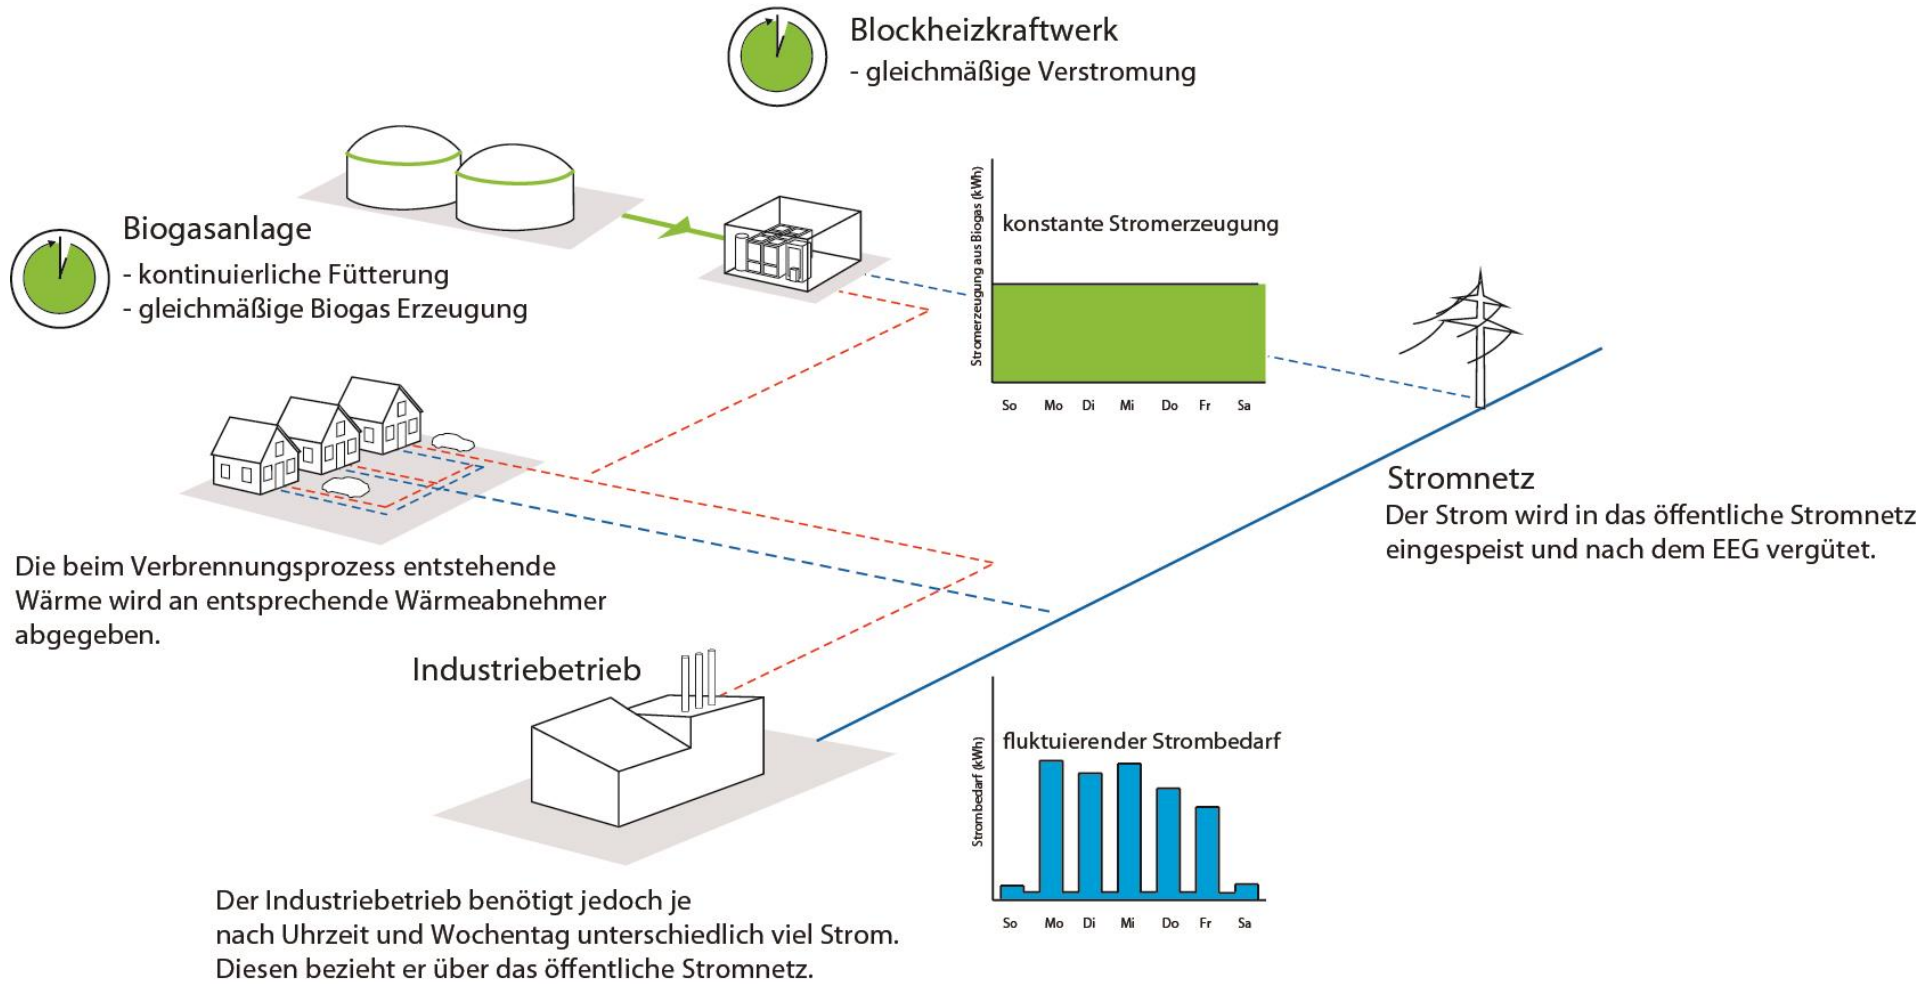 Blockheizkraftwerk
- gleichmäßige Verstromung
Biogasanlage
- kontinuierliche Fütterung
- gleichmäßige Biogas Erzeugung
Stromerzeugung aus Biogas (kWh)
konstante Stromerzeugung
So Mo Di Mi Do Fr Sa
Stromnetz
Der Strom wird in das öffentliche Stromnetz
eingespeist und nach dem EEG vergütet.
Die beim Verbrennungsprozess entstehende
Wärme wird an entsprechende Wärmeabnehmer
abgegeben.
Industriebetrieb
Strombedarf (kWh)
fluktuierender Strombedarf
So Mo Di Mi Do Fr Sa
Der Industriebetrieb benötigt jedoch je
nach Uhrzeit und Wochentag unterschiedlich viel Strom.
Diesen bezieht er über das öffentliche Stromnetz.